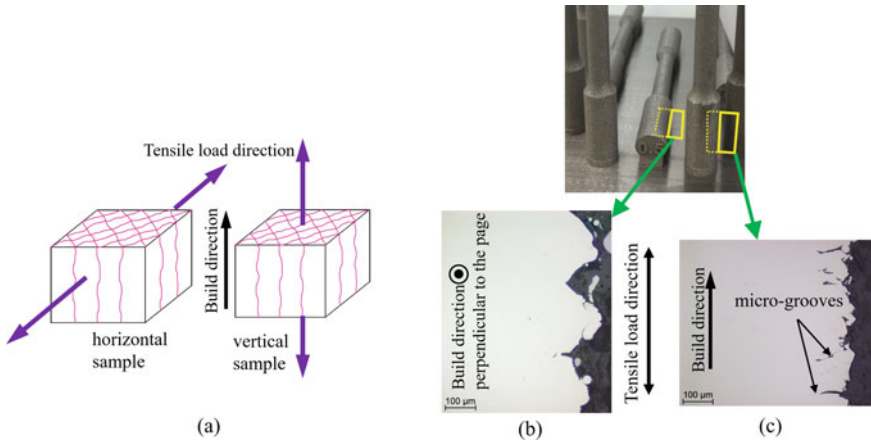 Tensile load direction
Build direction
horizontal
sample
vertical
sample
(a)
Build direction
perpendicular to the page
100 µm
(b)
Tensile load direction
Build direction
micro-grooves
100 µm
(c)